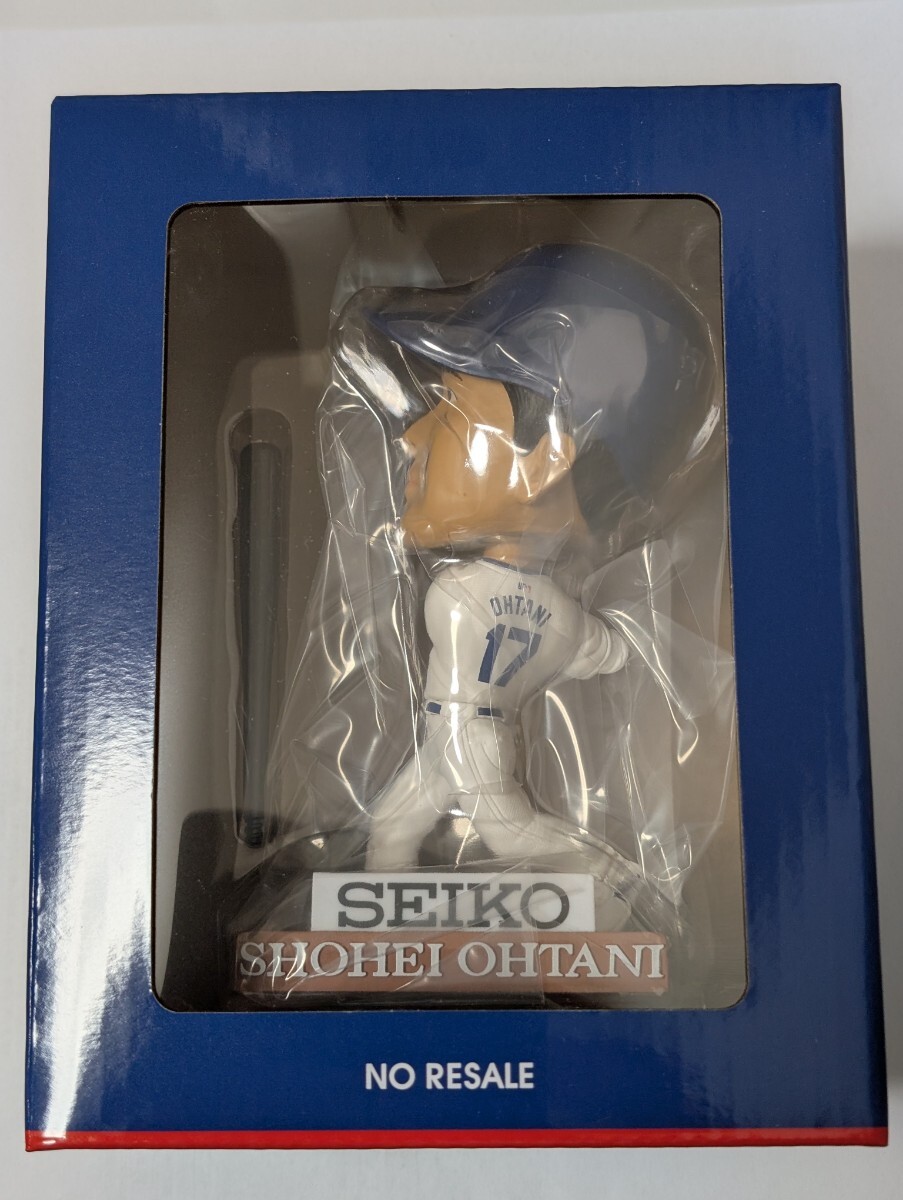 OHTANI
17
SEIKO
SHOHEI OHTANI
NO RESALE